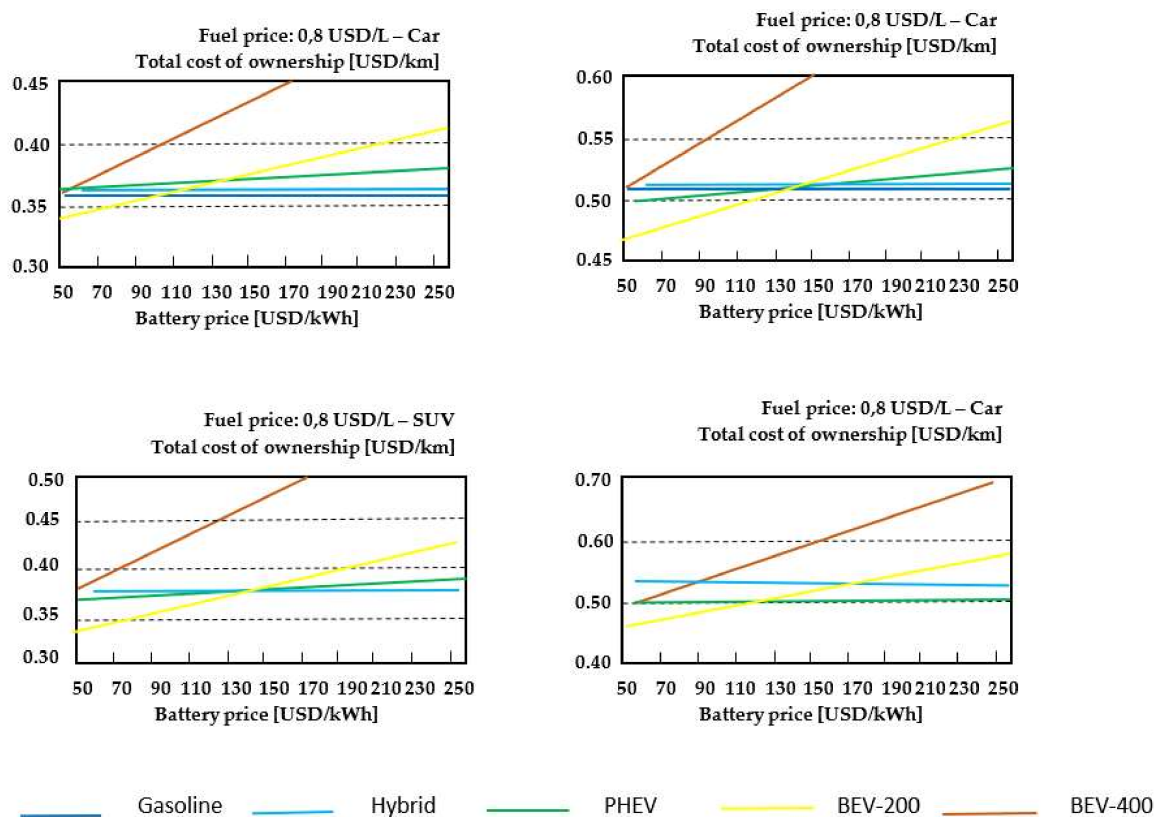 Fuel price: 0,8 USD/L – Car
Total cost of ownership [USD/km]
0.45
0.40
0.35
0.30
50 70 90 110 130 150 170 190 210 230 250
Battery price [USD/kWh]
Fuel price: 0,8 USD/L – Car
Total cost of ownership [USD/km]
0.60
0.55
0.50
0.45
50 70 90 110 130 150 170 190 210 230 250
Battery price [USD/kWh]
Fuel price: 0,8 USD/L – SUV
Total cost of ownership [USD/km]
0.50
0.45
0.40
0.35
0.30
50 70 90 110 130 150 170 190 210 230 250
Battery price [USD/kWh]
Fuel price: 0,8 USD/L – Car
Total cost of ownership [USD/km]
0.70
0.60
0.50
0.40
50 70 90 110 130 150 170 190 210 230 250
Battery price [USD/kWh]
Gasoline Hybrid PHEV BEV-200 BEV-400